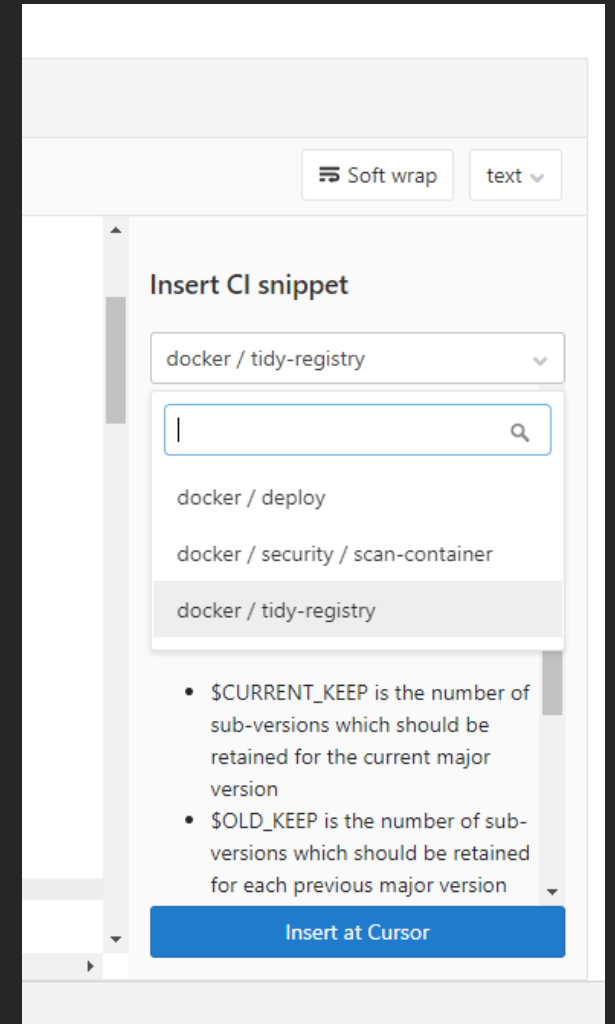 Soft wrap
text
Insert CI snippet
docker / tidy-registry
docker / deploy
docker / security / scan-container
docker / tidy-registry
$CURRENT_KEEP is the number of
sub-versions which should be
retained for the current major
version
$OLD_KEEP is the number of sub-
versions which should be retained
for each previous major version
Insert at Cursor